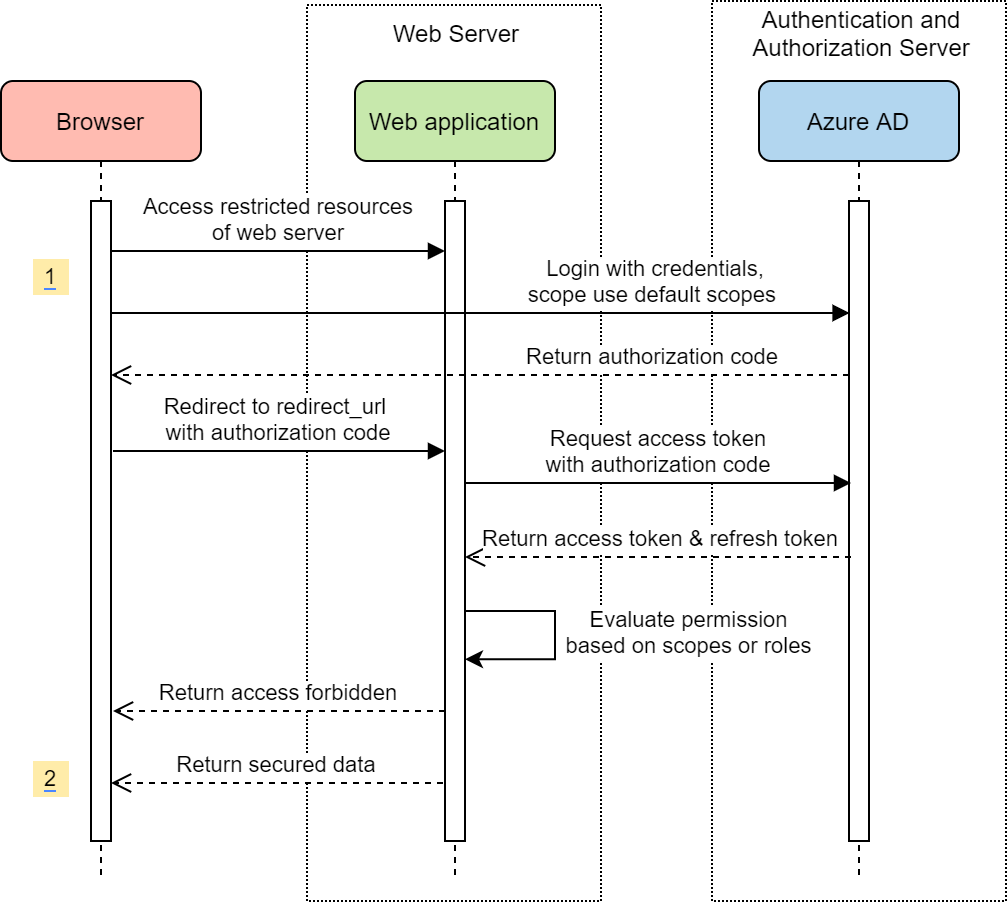 Web Server
Authentication and
Authorization Server
Browser
Web application
Azure AD
Access restricted resources
of web server
1
Login with credentials,
scope use default scopes
Return authorization code
Redirect to redirect_url
with authorization code
Request access token
with authorization code
Return access token & refresh token
Evaluate permission
based on scopes or roles
Return access forbidden
Return secured data
2